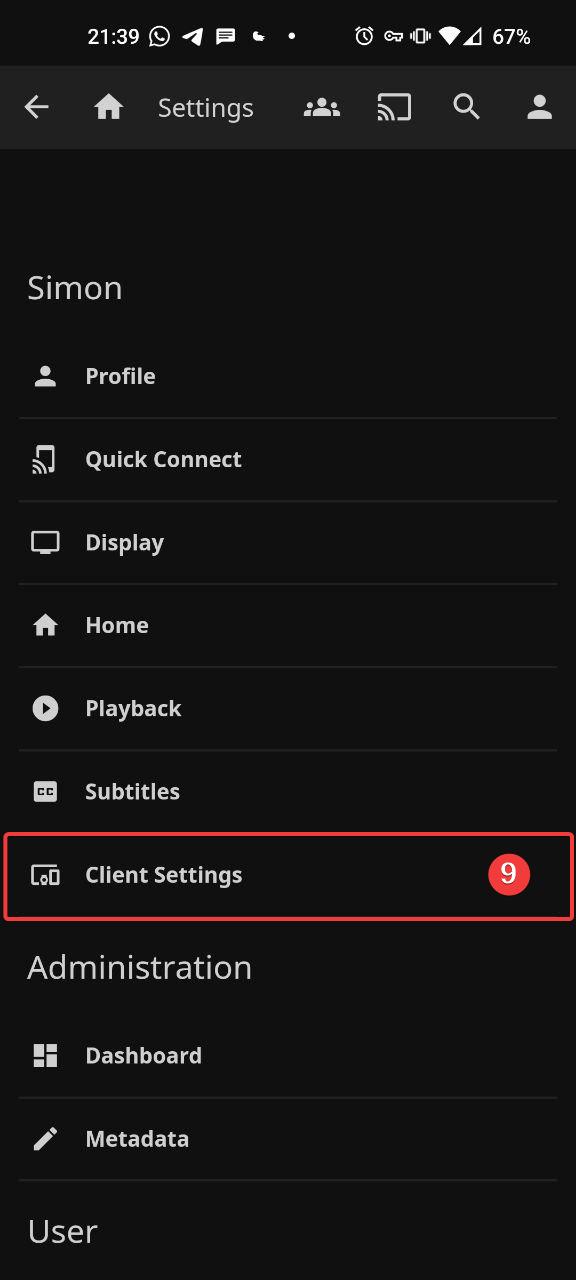 21:39 67%
Settings
Simon
Profile
Quick Connect
Display
Home
Playback
CC Subtitles
Client Settings 9
Administration
Dashboard
Metadata
User